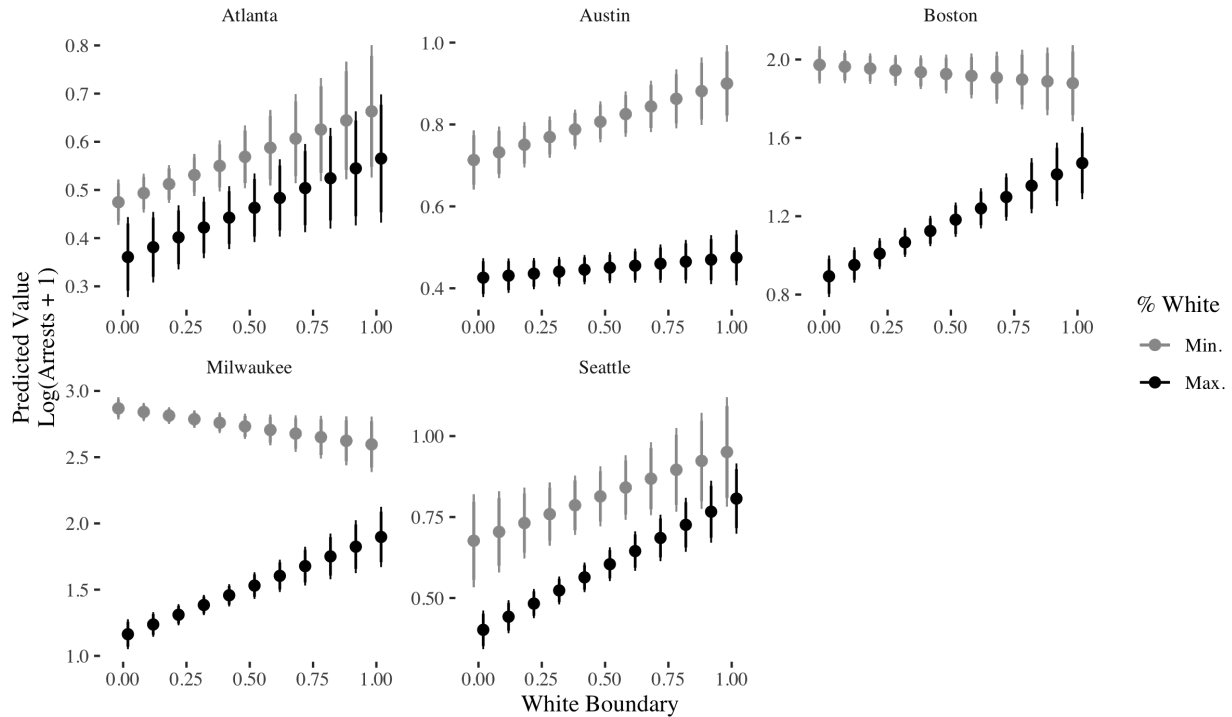 Atlanta
Austin
Boston
0.8
0.7
0.6
0.5
0.4
0.3
1.0
0.8
0.6
0.4
2.0
1.6
1.2
0.8
0.00 0.25 0.50 0.75 1.00
0.00 0.25 0.50 0.75 1.00
0.00 0.25 0.50 0.75 1.00
Predicted Value
Log(Arrests + 1)
% White
Min.
Max.
Milwaukee
Seattle
3.0
2.5
2.0
1.5
1.0
1.00
0.75
0.50
0.00 0.25 0.50 0.75 1.00
0.00 0.25 0.50 0.75 1.00
White Boundary